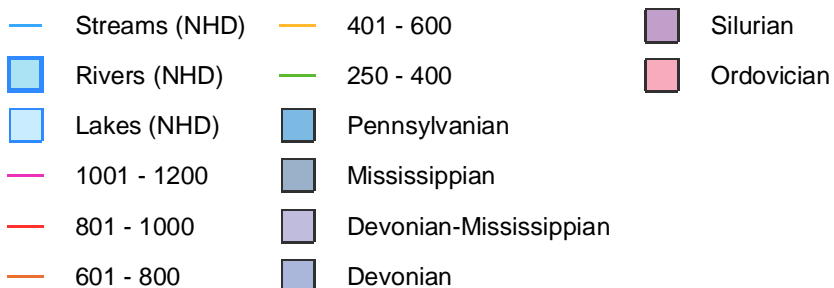 Streams (NHD)
Rivers (NHD)
Lakes (NHD)
1001 - 1200
801 - 1000
601 - 800
401 - 600
250 - 400
Pennsylvanian
Mississippian
Devonian-Mississippian
Devonian
Silurian
Ordovician